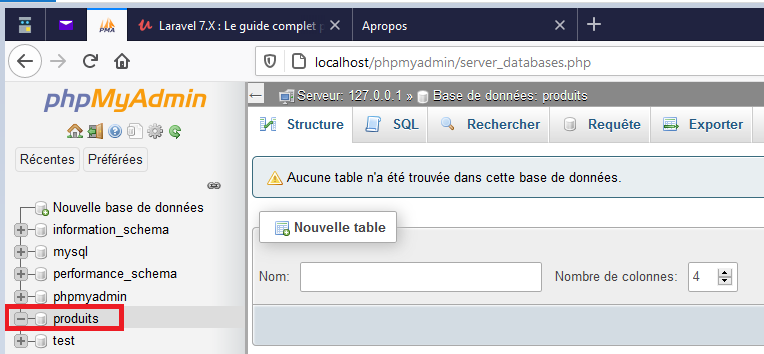 PMA
Laravel 7.X : Le guide complet
Apropos
localhost/phpmyadmin/server_databases.php
phpMyAdmin
Récentes Préférées
Nouvelle base de données
information_schema
mysql
performance_schema
phpmyadmin
produits
test
Serveur: 127.0.0.1 » Base de données: produits
Structure SQL Rechercher Requête Exporter
Aucune table n'a été trouvée dans cette base de données.
Nouvelle table
Nom: Nombre de colonnes: 4